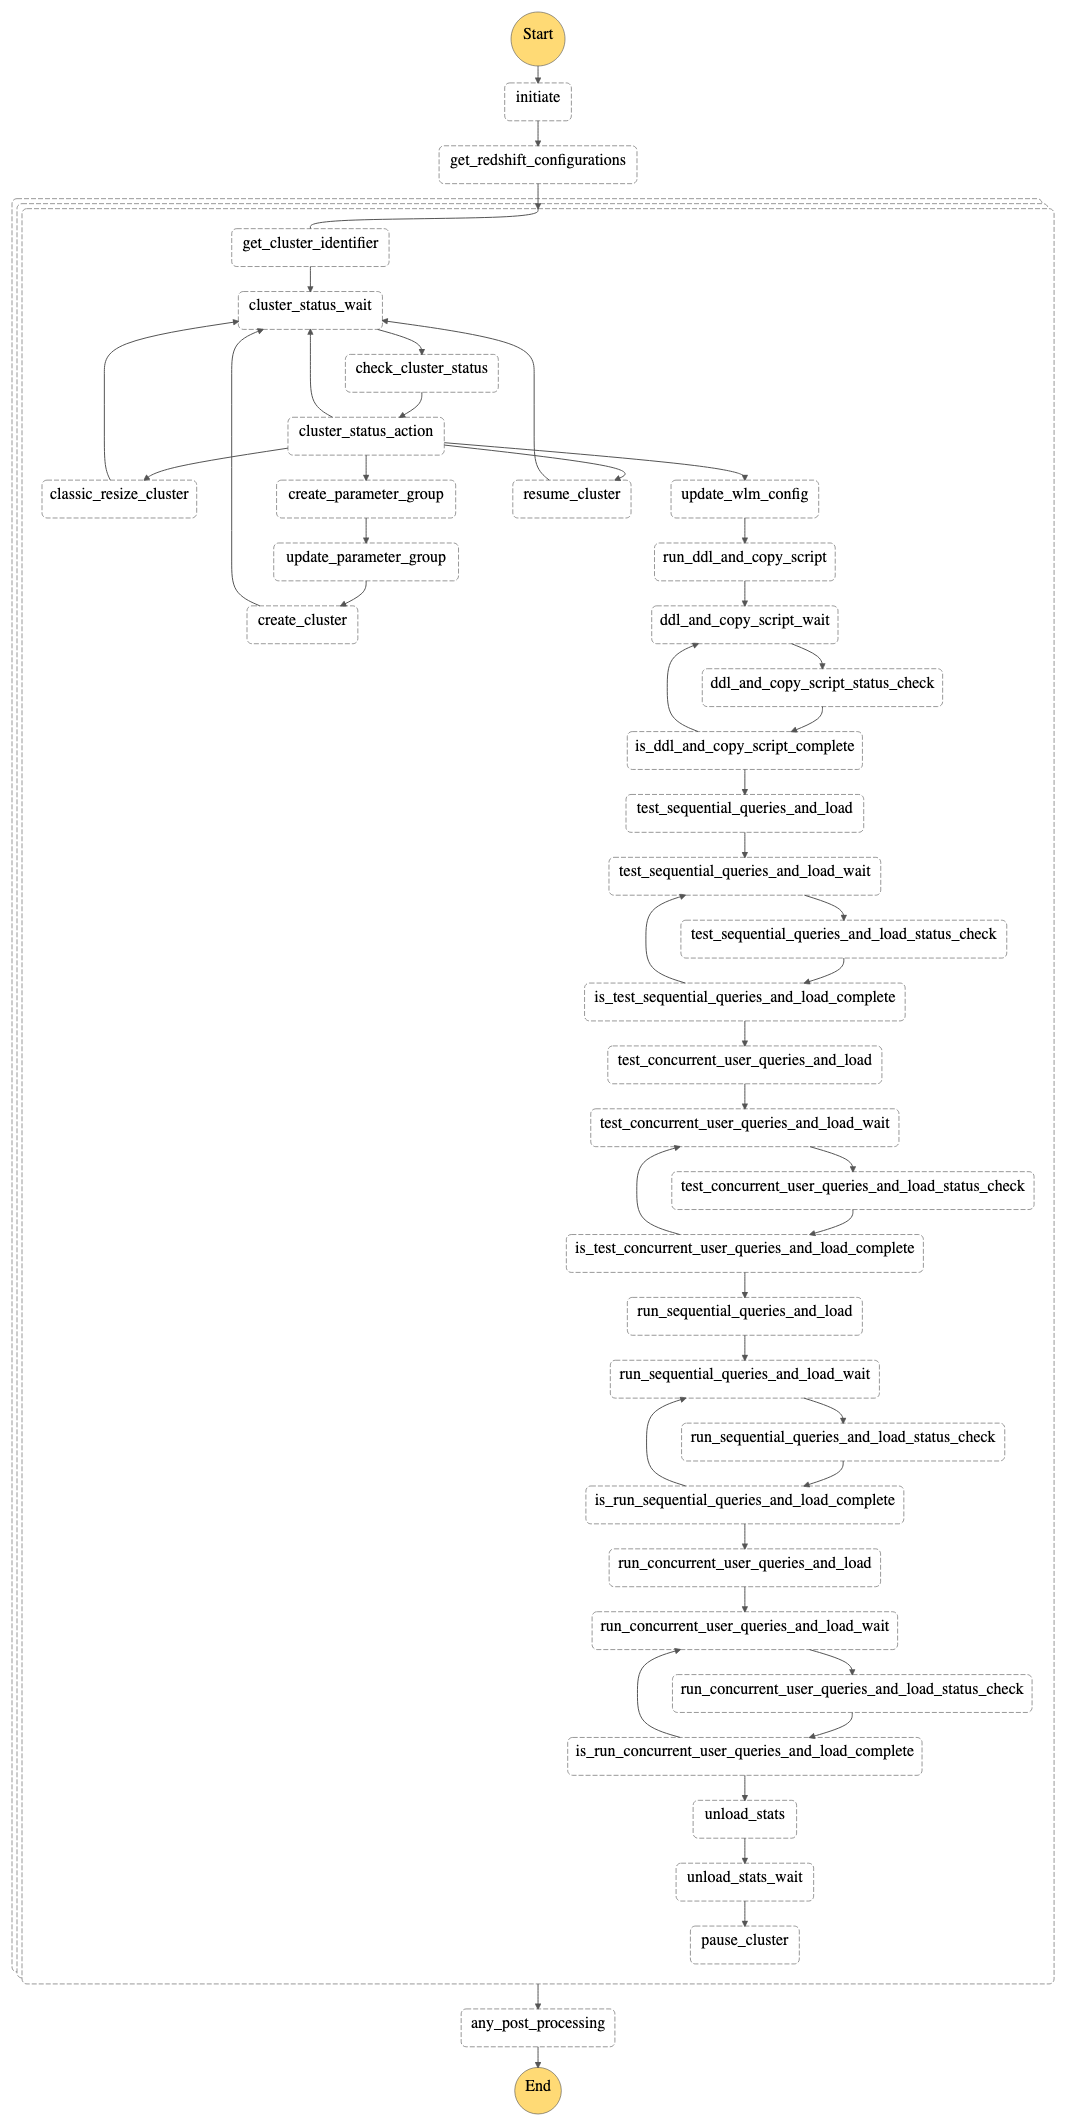 Start
initiate
get_redshift_configurations
get_cluster_identifier
cluster_status_wait
check_cluster_status
cluster_status_action
classic_resize_cluster
create_parameter_group
resume_cluster
update_wlm_config
update_parameter_group
run_ddl_and_copy_script
create_cluster
ddl_and_copy_script_wait
ddl_and_copy_script_status_check
is_ddl_and_copy_script_complete
test_sequential_queries_and_load
test_sequential_queries_and_load_wait
test_sequential_queries_and_load_status_check
is_test_sequential_queries_and_load_complete
test_concurrent_user_queries_and_load
test_concurrent_user_queries_and_load_wait
test_concurrent_user_queries_and_load_status_check
is_test_concurrent_user_queries_and_load_complete
run_sequential_queries_and_load
run_sequential_queries_and_load_wait
run_sequential_queries_and_load_status_check
is_run_sequential_queries_and_load_complete
run_concurrent_user_queries_and_load
run_concurrent_user_queries_and_load_wait
run_concurrent_user_queries_and_load_status_check
is_run_concurrent_user_queries_and_load_complete
unload_stats
unload_stats_wait
pause_cluster
any_post_processing
End